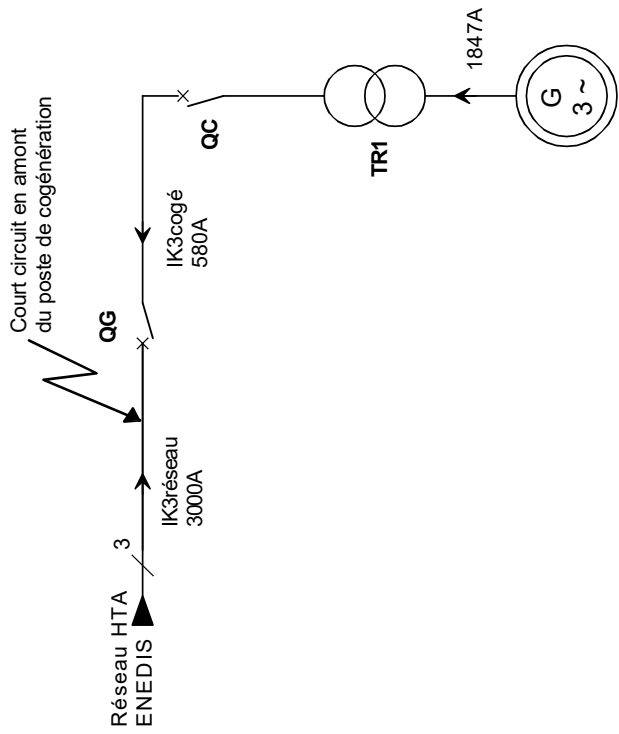 Court circuit en amont
du poste de cogénération
Réseau HTA
ENEDIS
3
IK3réseau
3000A
QG
IK3cogé
580A
QC
TR1
1847A
G
3 ~